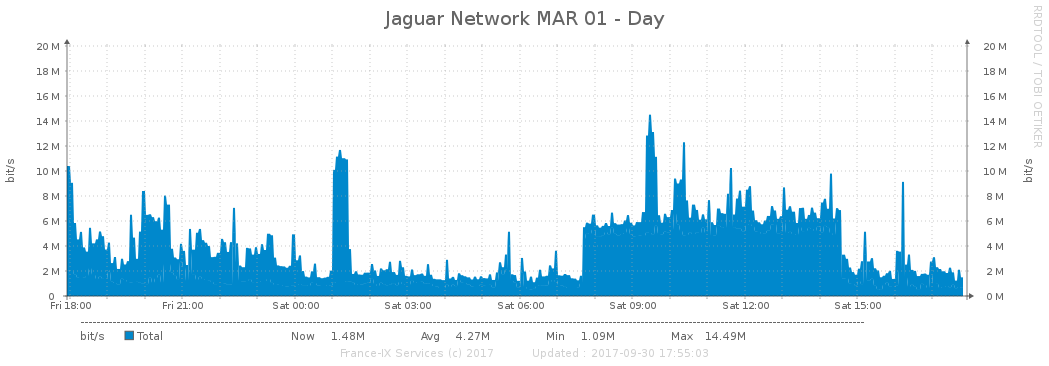 Jaguar Network MAR 01 - Day
RRDTOOL / TOBI OETIKER
20 M 20 M
18 M 18 M
16 M 16 M
14 M 14 M
12 M 12 M
10 M 10 M
8 M 8 M
6 M 6 M
4 M 4 M
2 M 2 M
0 0 M
bit/s
bit/s
Fri 18:00 Fri 21:00 Sat 00:00 Sat 03:00 Sat 06:00 Sat 09:00 Sat 12:00 Sat 15:00
bit/s Total Now 1.48M Avg 4.27M Min 1.09M Max 14.49M
France-IX Services (c) 2017 Updated : 2017-09-30 17:55:03